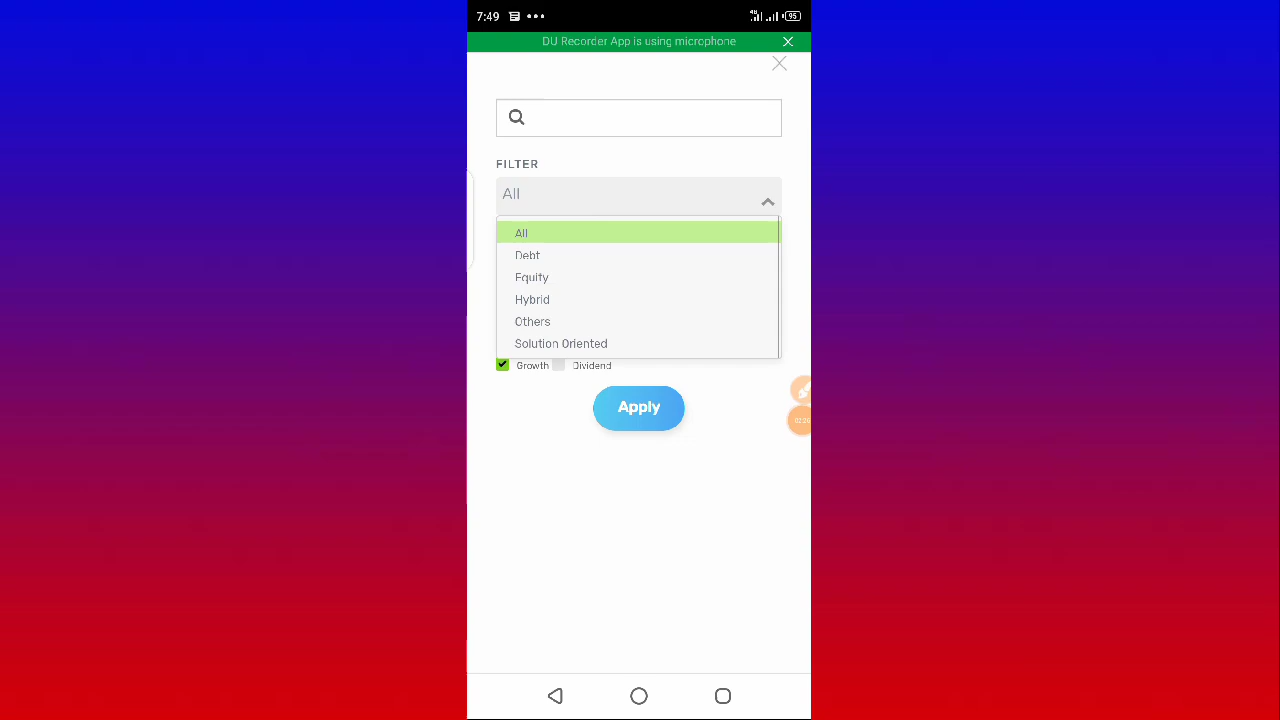 7:49
4G
95
DU Recorder App is using microphone
FILTER
All
All
Debt
Equity
Hybrid
Others
Solution Oriented
Growth Dividend
Apply